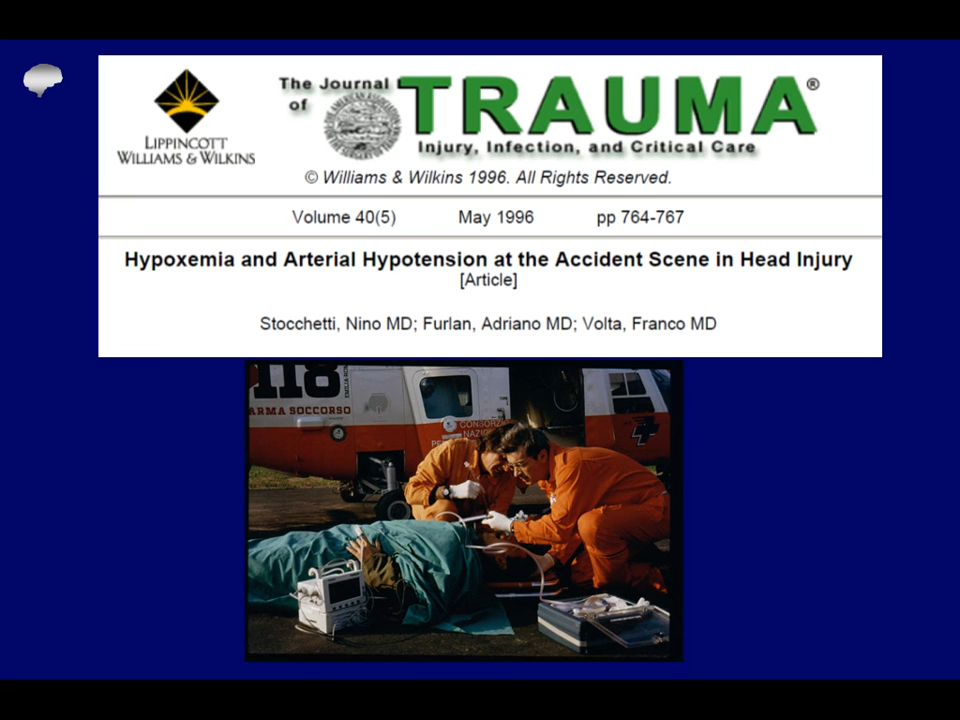 The Journal
of
TRAUMA®
Injury, Infection, and Critical Care
LIPPINCOTT
WILLIAMS & WILKINS
© Williams & Wilkins 1996. All Rights Reserved.
Volume 40(5) May 1996 pp 764-767
Hypoxemia and Arterial Hypotension at the Accident Scene in Head Injury
[Article]
Stocchetti, Nino MD; Furlan, Adriano MD; Volta, Franco MD
118
ARMA SOCCORSO